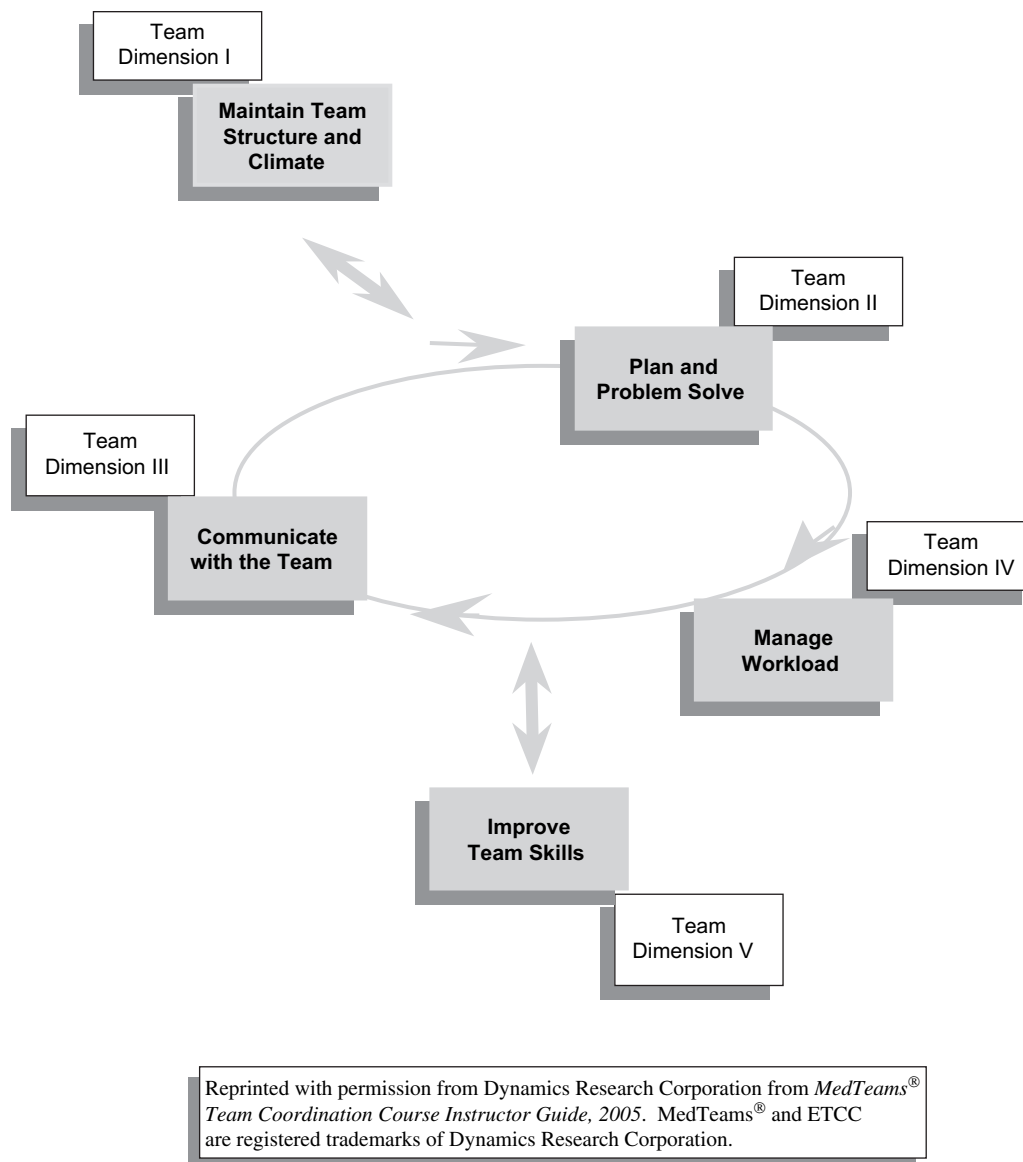 Team
Dimension I
Maintain Team
Structure and
Climate
Team
Dimension II
Plan and
Problem Solve
Team
Dimension III
Communicate
with the Team
Team
Dimension IV
Manage
Workload
Improve
Team Skills
Team
Dimension V
Reprinted with permission from Dynamics Research Corporation from MedTeams®
Team Coordination Course Instructor Guide, 2005. MedTeams® and ETCC
are registered trademarks of Dynamics Research Corporation.